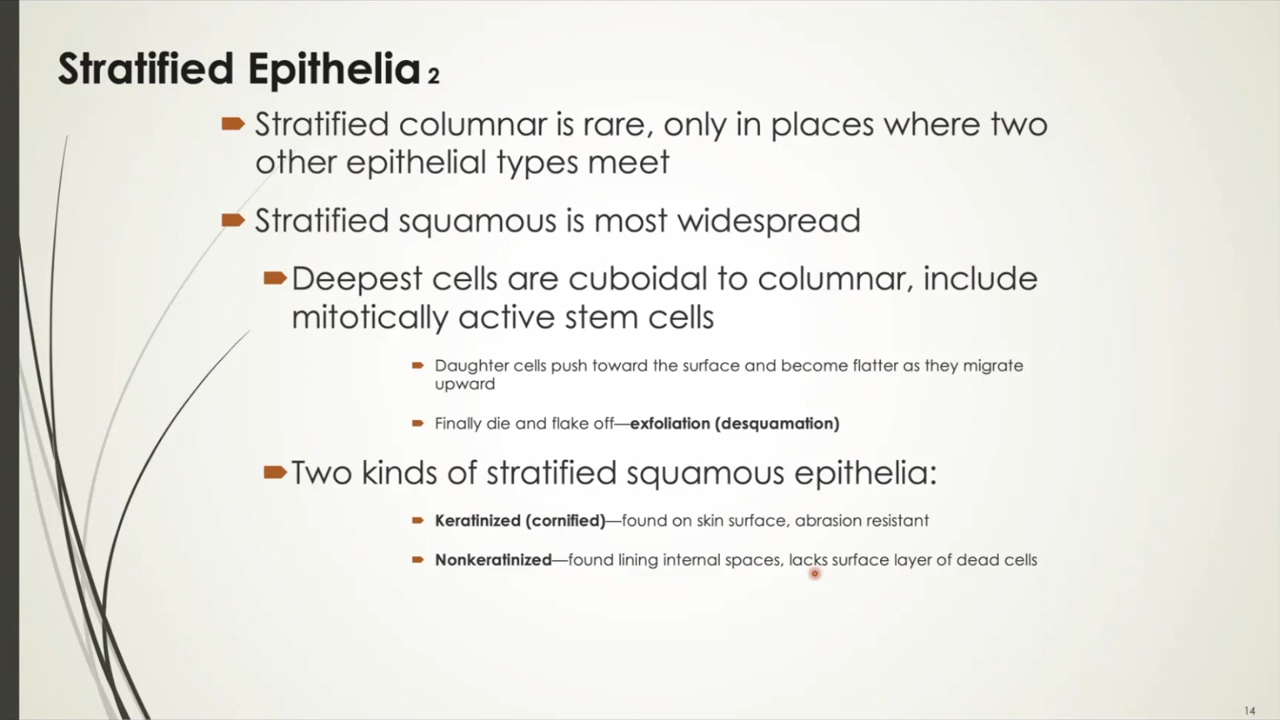 Stratified Epithelia 2
Stratified columnar is rare, only in places where two
other epithelial types meet
Stratified squamous is most widespread
Deepest cells are cuboidal to columnar, include
mitotically active stem cells
Daughter cells push toward the surface and become flatter as they migrate
upward
Finally die and flake off—exfoliation (desquamation)
Two kinds of stratified squamous epithelia:
Keratinized (cornified)—found on skin surface, abrasion resistant
Nonkeratinized—found lining internal spaces, lacks surface layer of dead cells
14